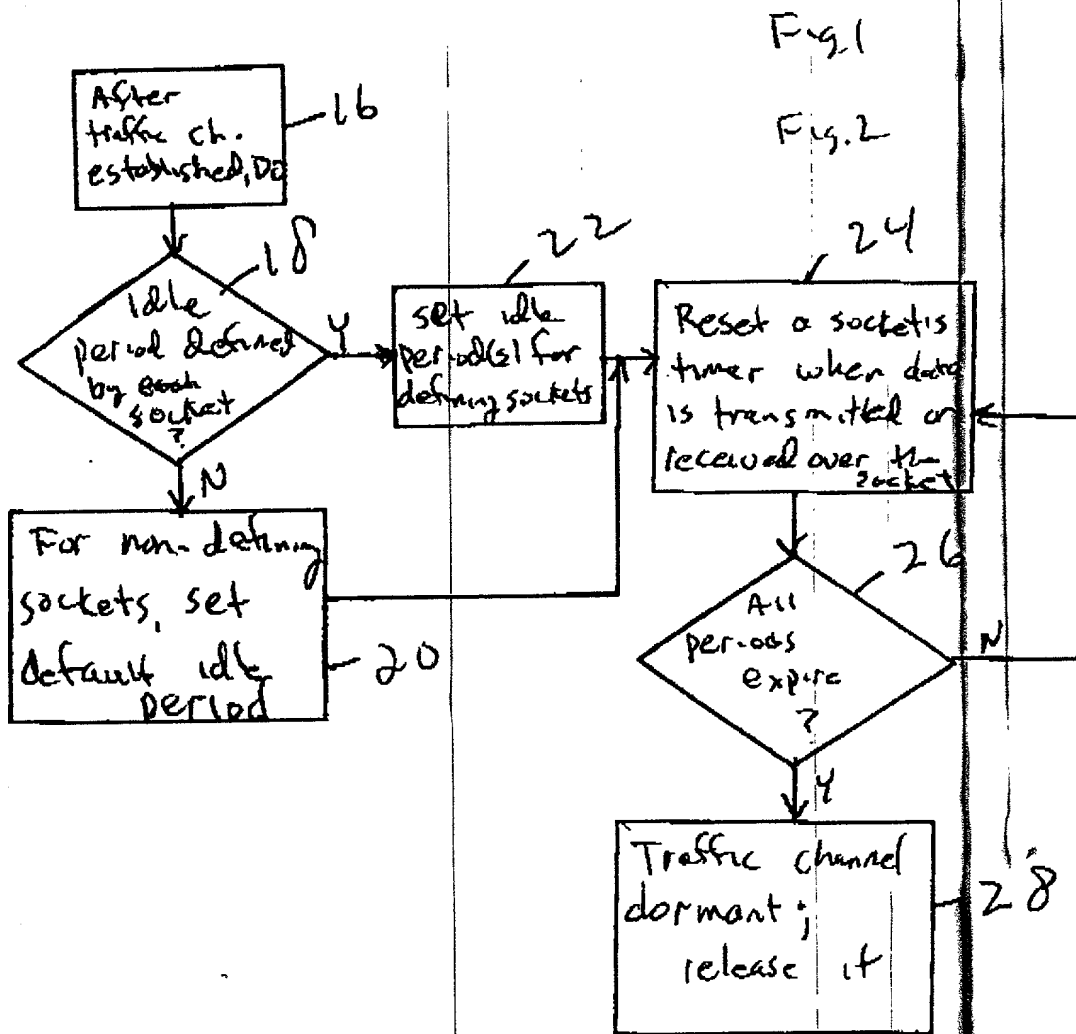 Fig.1
Fig.2
After
traffic ch.
established, Do
16
18
Idle
period defined
by each
socket
?
Y
N
22
set idle
period(s) for
defining sockets
For non-defining
sockets, set
default idle
period
20
24
Reset a socket's
timer when data
is transmitted or
received over the
socket
26
All
periods
expire
?
N
Y
Traffic channel
dormant;
release it
28